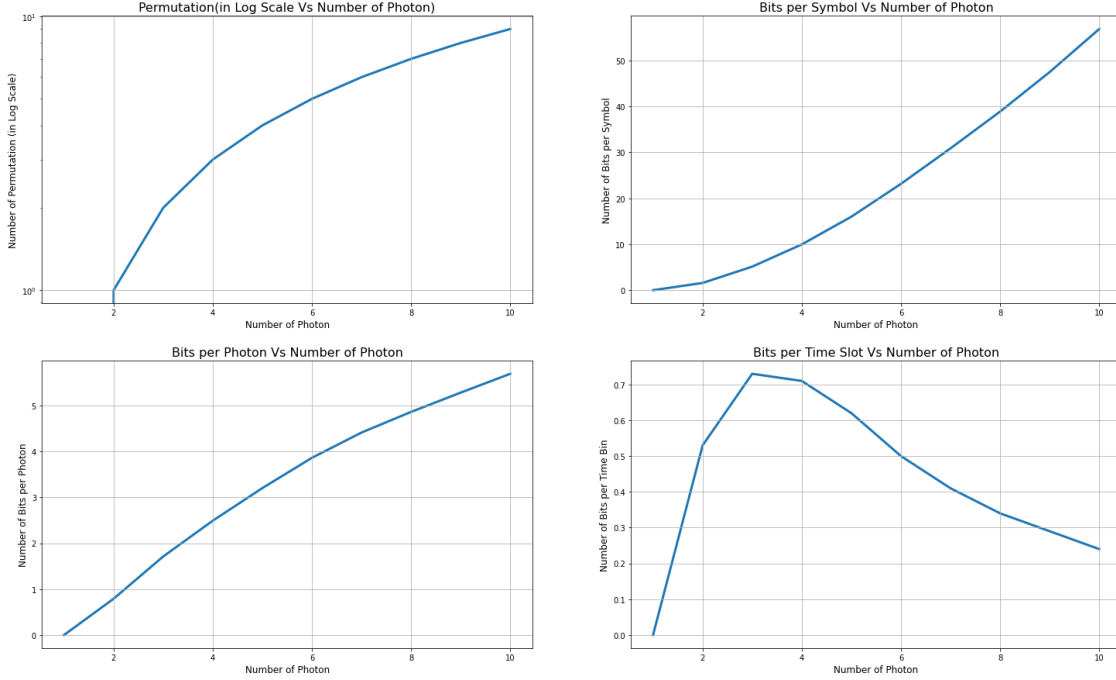 Permutation(in Log Scale Vs Number of Photon)
Number of Permutation (in Log Scale)
10¹
10⁰
2 4 6 8 10
Number of Photon
Bits per Symbol Vs Number of Photon
Number of Bits per Symbol
50
40
30
20
10
0
2 4 6 8 10
Number of Photon
Bits per Photon Vs Number of Photon
Number of Bits per Photon
5
4
3
2
1
0
2 4 6 8 10
Number of Photon
Bits per Time Slot Vs Number of Photon
Number of Bits per Time Bin
0.7
0.6
0.5
0.4
0.3
0.2
0.1
0.0
2 4 6 8 10
Number of Photon